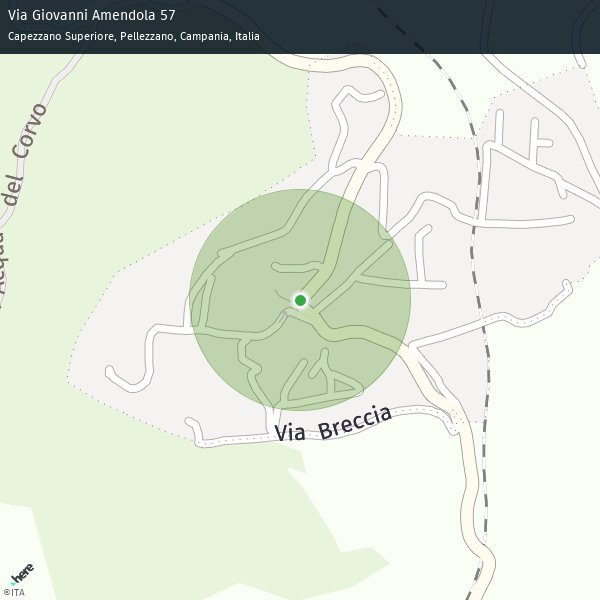 Via Giovanni Amendola 57
Capezzano Superiore, Pellezzano, Campania, Italia
Acqua del Corvo
Via Breccia
here
©ITA